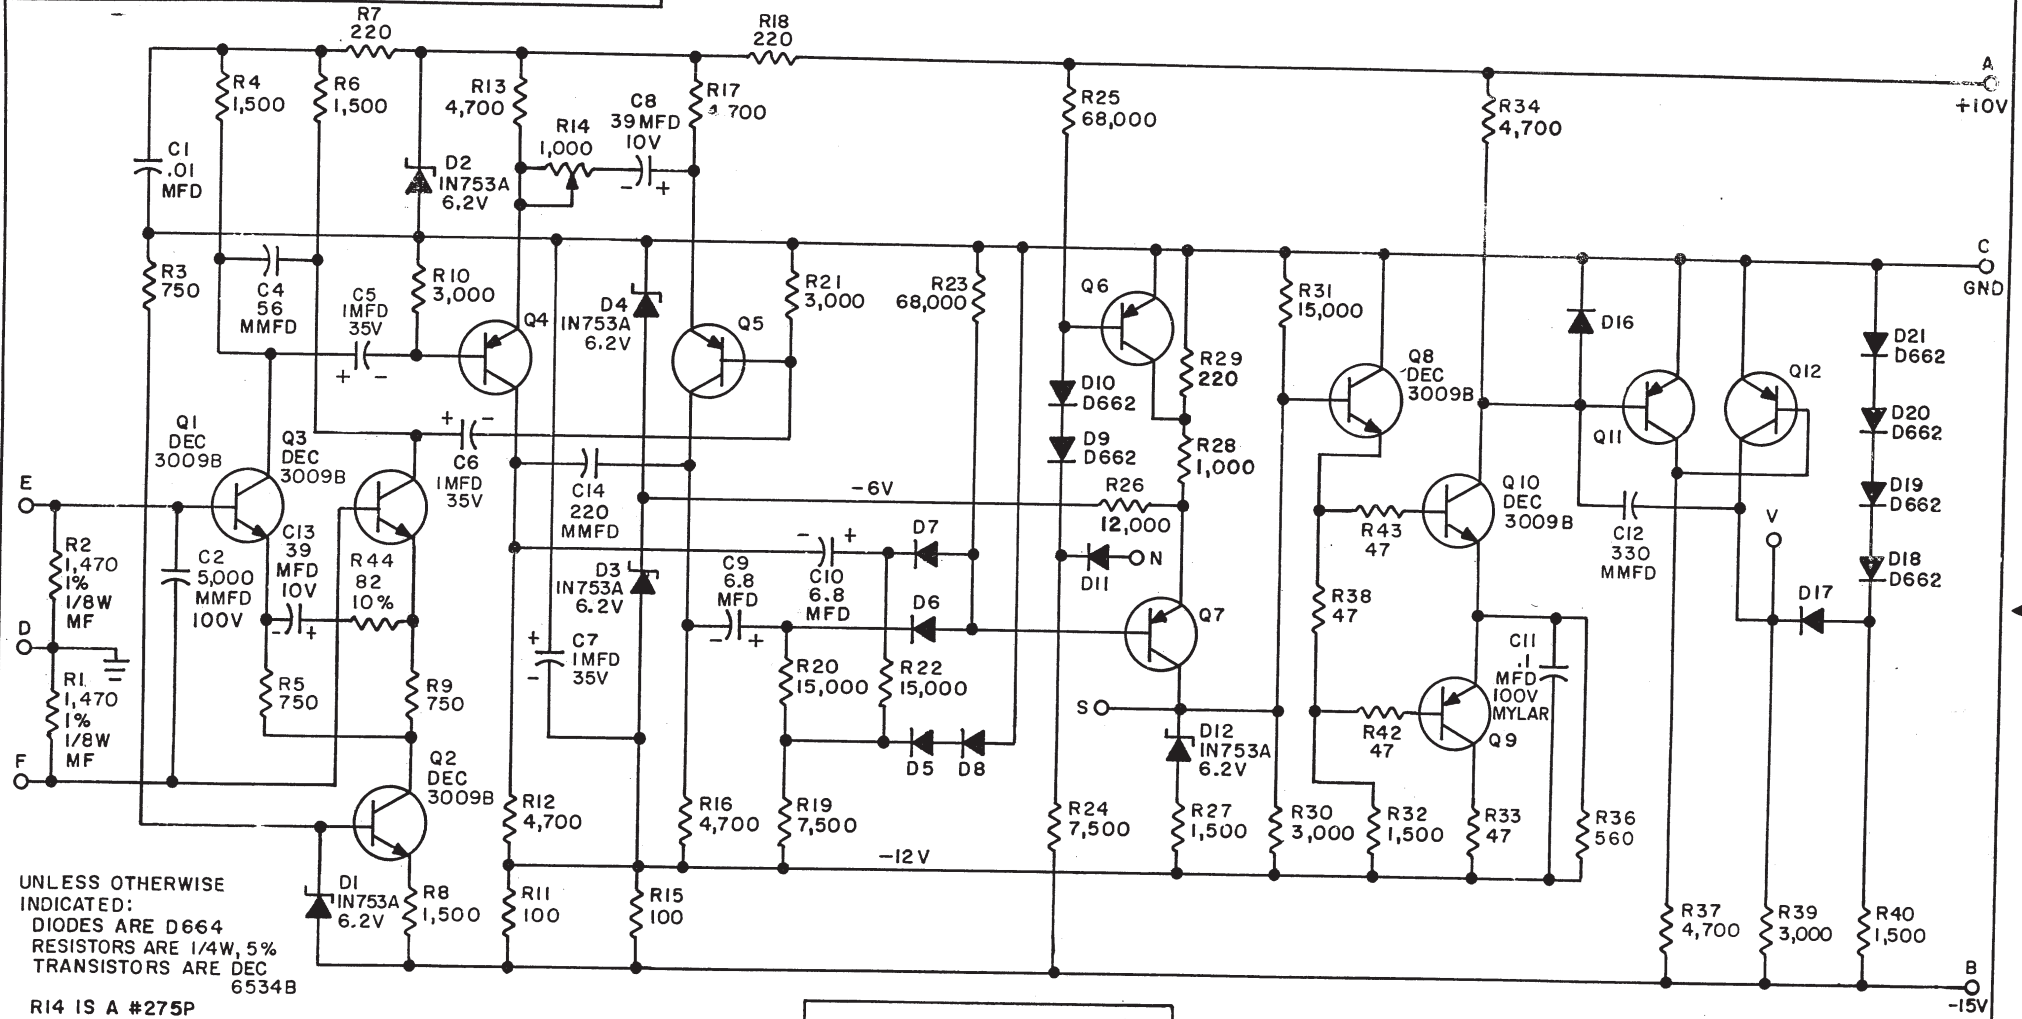 R7
220
R18
220
A
+10V
R4
1,500
R6
1,500
R13
4,700
R14
1,000
C8
39MFD
10V
- +
R17
4,700
R25
68,000
R34
4,700
C1
.01
MFD
D2
IN753A
6.2V
C
GND
R3
750
C4
56
MMFD
C5
1MFD
35V
+ -
R10
3,000
Q4
D4
IN753A
6.2V
Q5
R21
3,000
R23
68,000
Q6
R29
220
R31
15,000
Q8
DEC
3009B
D16
Q11
Q12
D21
D662
D20
D662
D19
D662
D18
D662
D10
D662
D9
D662
R28
1,000
Q1
DEC
3009B
Q3
DEC
3009B
+ -
C6
1MFD
35V
C14
220
MMFD
-6V
R26
12,000
R43
47
Q10
DEC
3009B
C12
330
MMFD
V
D17
E
R2
1,470
1%
1/8W
MF
C2
5,000
MMFD
100V
C13
39
MFD
10V
- +
R44
82
10%
D3
IN753A
6.2V
C9
6.8
MFD
- +
- +
C10
6.8
MFD
D7
D6
D11
N
Q7
R38
47
C11
.1
MFD
100V
MYLAR
D
R1
1,470
1%
1/8W
MF
F
R5
750
R9
750
+
C7
1MFD
35V
-
R20
15,000
R22
15,000
D5
D8
S
D12
IN753A
6.2V
R42
47
Q9
Q2
DEC
3009B
R12
4,700
R16
4,700
R19
7,500
R24
7,500
R27
1,500
R30
3,000
R32
1,500
R33
47
R36
560
-12V
D1
IN753A
6.2V
R8
1,500
R11
100
R15
100
R37
4,700
R39
3,000
R40
1,500
B
-15V
UNLESS OTHERWISE
INDICATED:
DIODES ARE D664
RESISTORS ARE 1/4W, 5%
TRANSISTORS ARE DEC
6534B
R14 IS A #275P